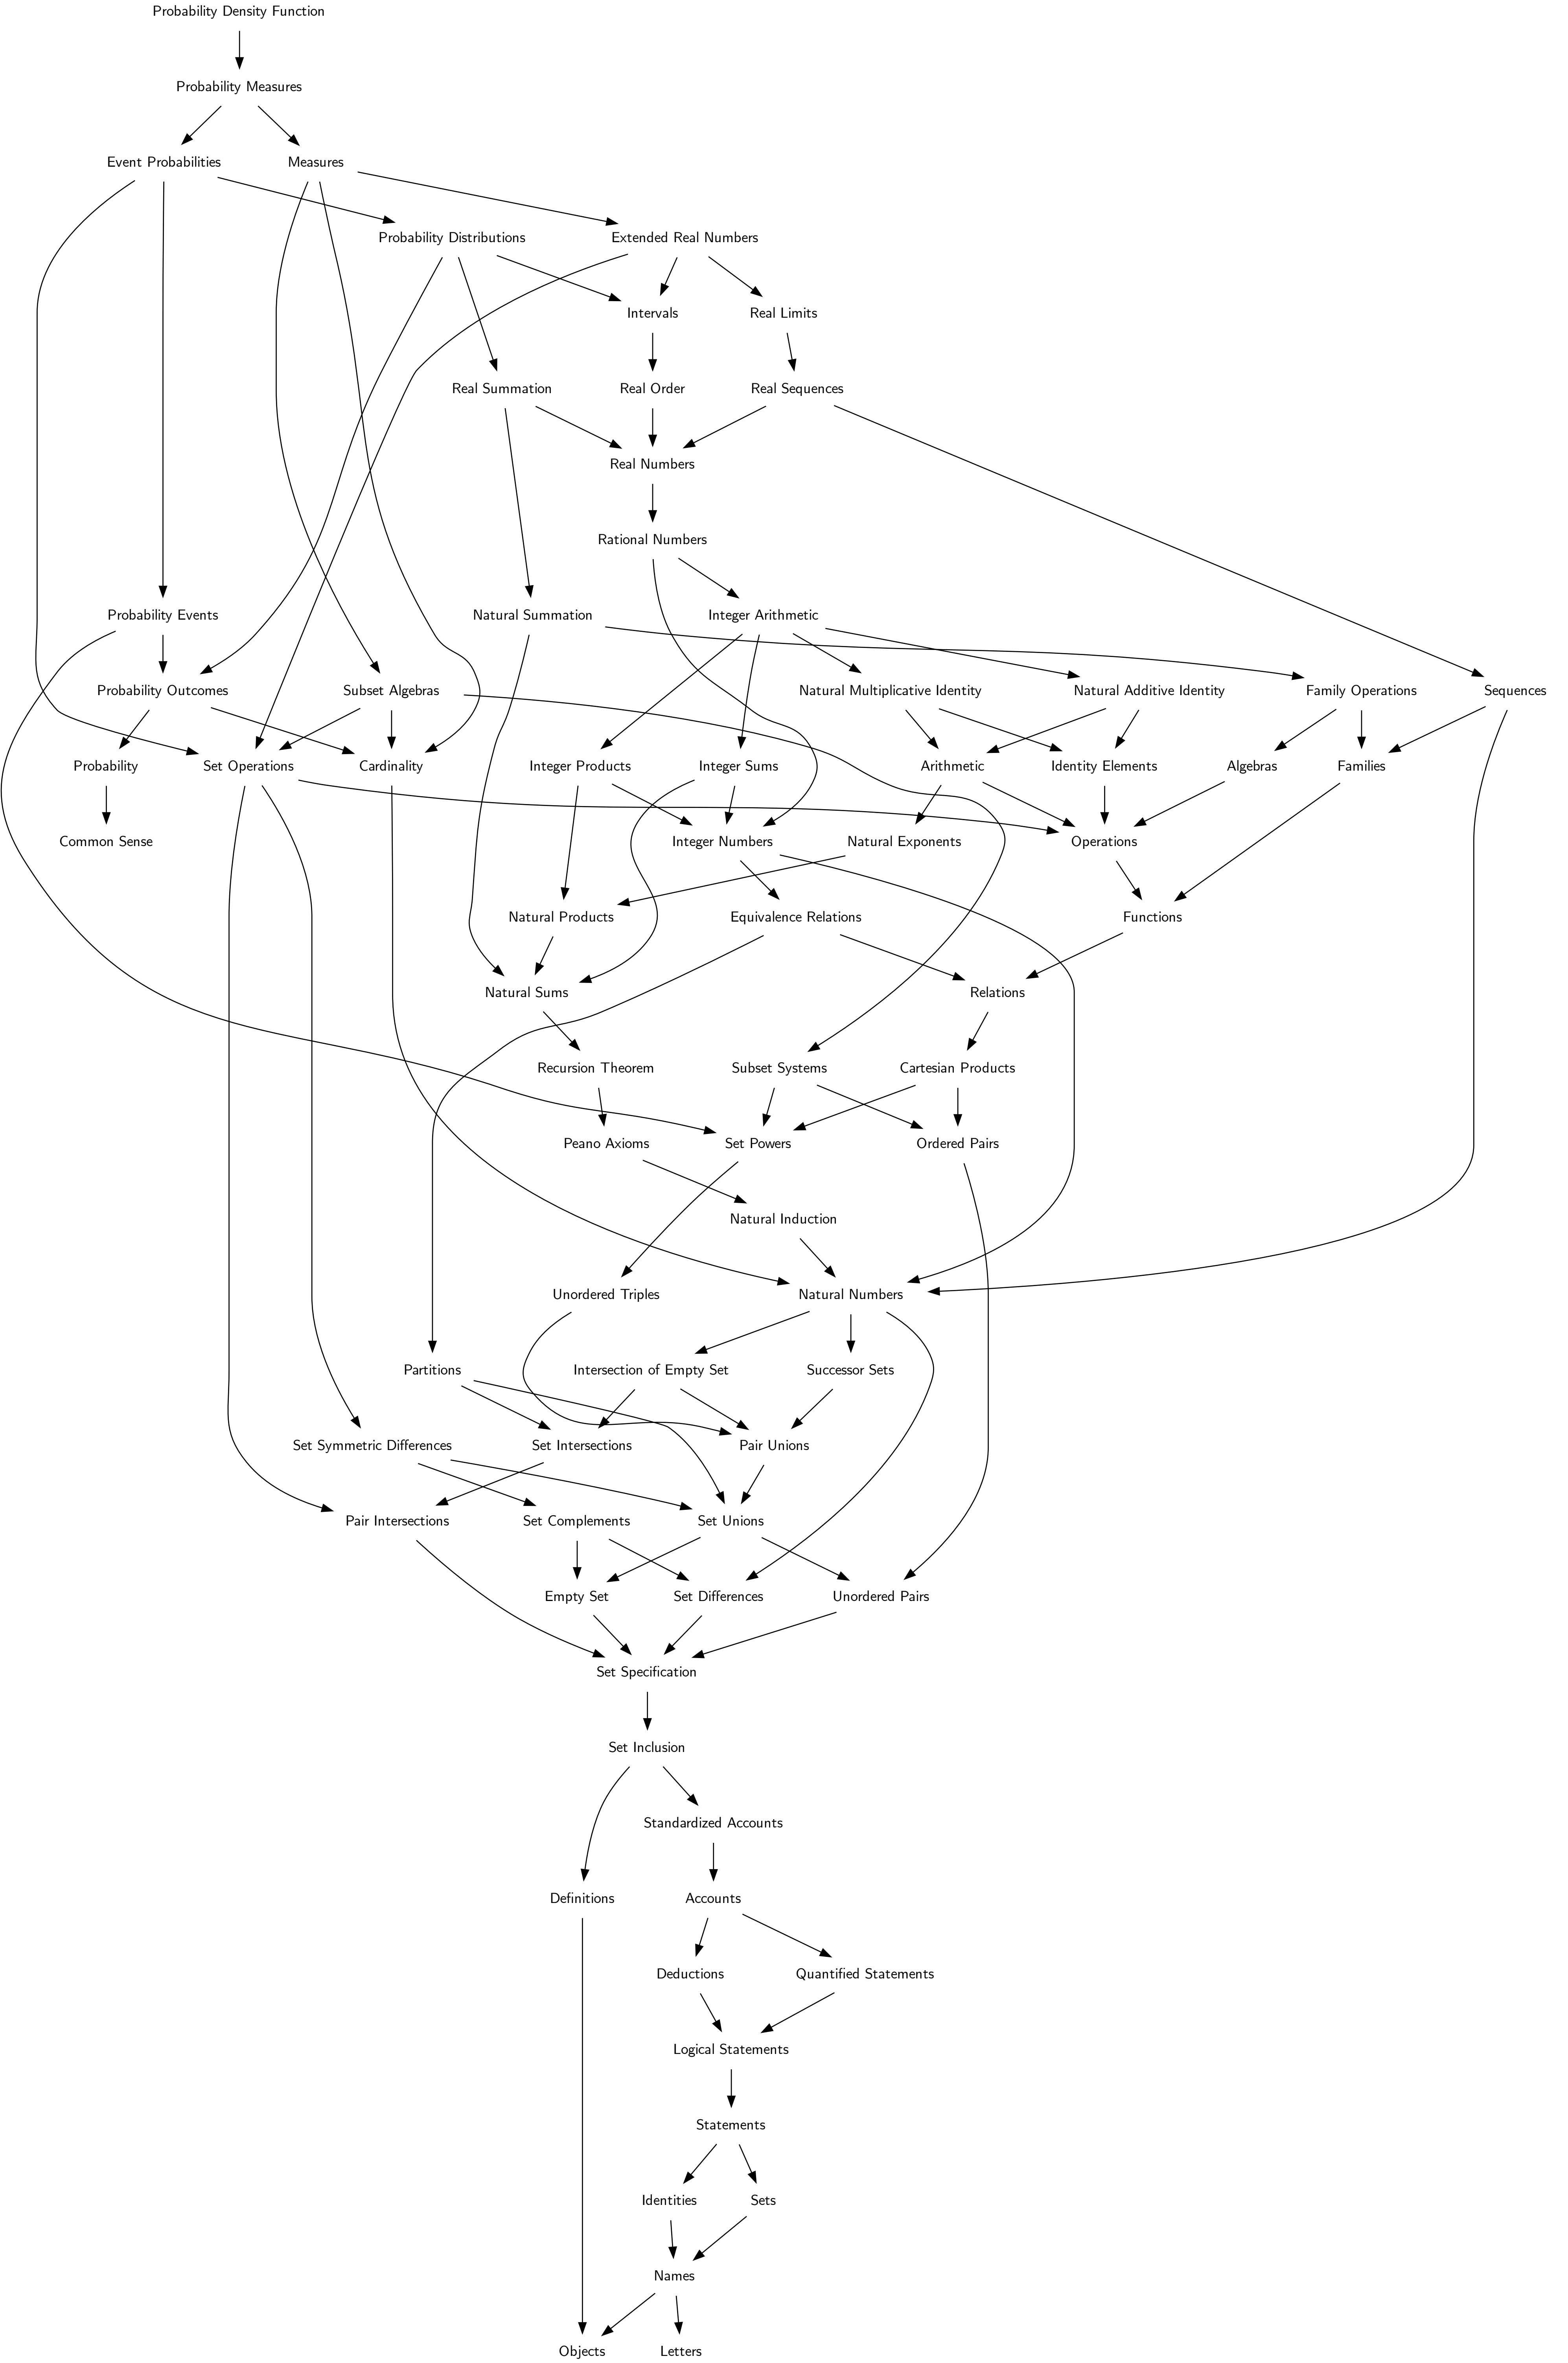 Probability Density Function
Probability Measures
Event Probabilities
Measures
Probability Distributions
Extended Real Numbers
Intervals
Real Limits
Real Summation
Real Order
Real Sequences
Real Numbers
Rational Numbers
Probability Events
Natural Summation
Integer Arithmetic
Probability Outcomes
Subset Algebras
Natural Multiplicative Identity
Natural Additive Identity
Family Operations
Sequences
Probability
Set Operations
Cardinality
Integer Products
Integer Sums
Arithmetic
Identity Elements
Algebras
Families
Common Sense
Integer Numbers
Natural Exponents
Operations
Natural Products
Equivalence Relations
Functions
Natural Sums
Relations
Recursion Theorem
Subset Systems
Cartesian Products
Peano Axioms
Set Powers
Ordered Pairs
Natural Induction
Unordered Triples
Natural Numbers
Partitions
Intersection of Empty Set
Successor Sets
Set Symmetric Differences
Set Intersections
Pair Unions
Pair Intersections
Set Complements
Set Unions
Empty Set
Set Differences
Unordered Pairs
Set Specification
Set Inclusion
Standardized Accounts
Definitions
Accounts
Deductions
Quantified Statements
Logical Statements
Statements
Identities
Sets
Names
Objects
Letters